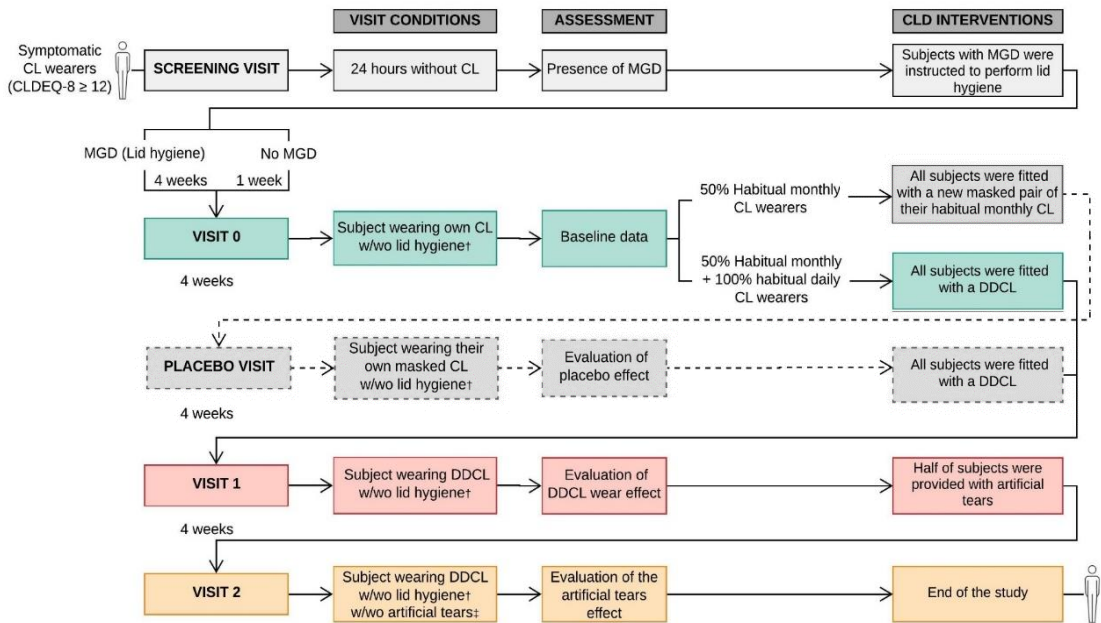 VISIT CONDITIONS
ASSESSMENT
CLD INTERVENTIONS
Symptomatic
CL wearers
(CLDEQ-8 ≥ 12)
SCREENING VISIT
24 hours without CL
Presence of MGD
Subjects with MGD were
instructed to perform lid
hygiene
MGD (Lid hygiene)
No MGD
4 weeks
1 week
VISIT 0
Subject wearing own CL
w/wo lid hygiene†
Baseline data
50% Habitual monthly
CL wearers
All subjects were fitted
with a new masked pair of
their habitual monthly CL
50% Habitual monthly
+ 100% habitual daily
CL wearers
All subjects were fitted
with a DDCL
4 weeks
PLACEBO VISIT
Subject wearing their
own masked CL
w/wo lid hygiene†
Evaluation of
placebo effect
All subjects were fitted
with a DDCL
4 weeks
VISIT 1
Subject wearing DDCL
w/wo lid hygiene†
Evaluation of
DDCL wear effect
Half of subjects were
provided with artificial
tears
4 weeks
VISIT 2
Subject wearing DDCL
w/wo lid hygiene†
w/wo artificial tears‡
Evaluation of the
artificial tears
effect
End of the study